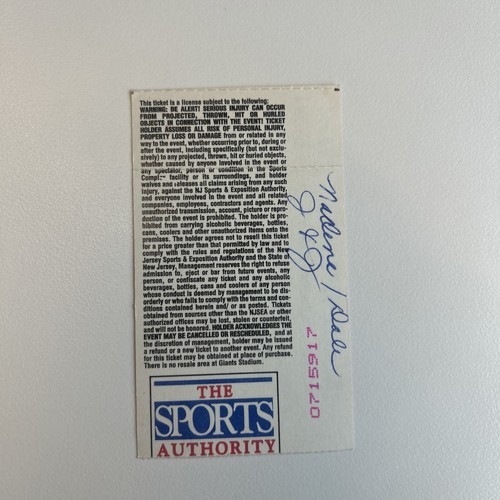 This ticket is a license subject to the following:
WARNING: BE ALERT! SERIOUS INJURY CAN OCCUR
FROM PROJECTED, THROWN, HIT OR HURLED
OBJECTS IN CONNECTION WITH THE EVENT! TICKET
HOLDER ASSUMES ALL RISK OF PERSONAL INJURY,
PROPERTY LOSS OR DAMAGE from or related in any
way to the event, whether occurring prior to, during or
after the event, including specifically (but not exclu-
sively) to any projected, thrown, hit or hurled objects,
whether caused by anyone involved in the event or
any spectator, person or condition in the Sports
facility or its surroundings, and holder
waives and releases all claims arising from any such
injury, against the NJ Sports & Exposition Authority,
and everyone involved in the event and all related
companies, employees, contractors and agents. Any
unauthorized transmission, account, picture or repro-
duction of the event is prohibited. The holder is pro-
hibited from carrying alcoholic beverages, bottles,
cans, coolers and other unauthorized items onto the
premises. The holder agrees not to resell this ticket
for a price greater than that permitted by law and to
comply with the rules and regulations of the New
Jersey Sports & Exposition Authority and the State of
New Jersey, Management reserves the right to refuse
admission to, eject or bar from future events, any
person, or confiscate any ticket and any alcoholic
beverages, bottles, cans and coolers of any person
whose conduct is deemed by management to be dis-
orderly or who fails to comply with the terms and con-
ditions contained herein and/ or as posted. Tickets
obtained from sources other than the NJSEA or other
authorized offices may be lost, stolen or counterfeit,
and will not be honored. HOLDER ACKNOWLEDGES THE
EVENT MAY BE CANCELLED OR RESCHEDULED, and at
the discretion of management, holder may be issued
a refund or a new ticket to another event. Any refund
for this ticket may be obtained at place of purchase.
There is no resale area at Giants Stadium.
THE
SPORTS
AUTHORITY
Nadene / Dale
0715917